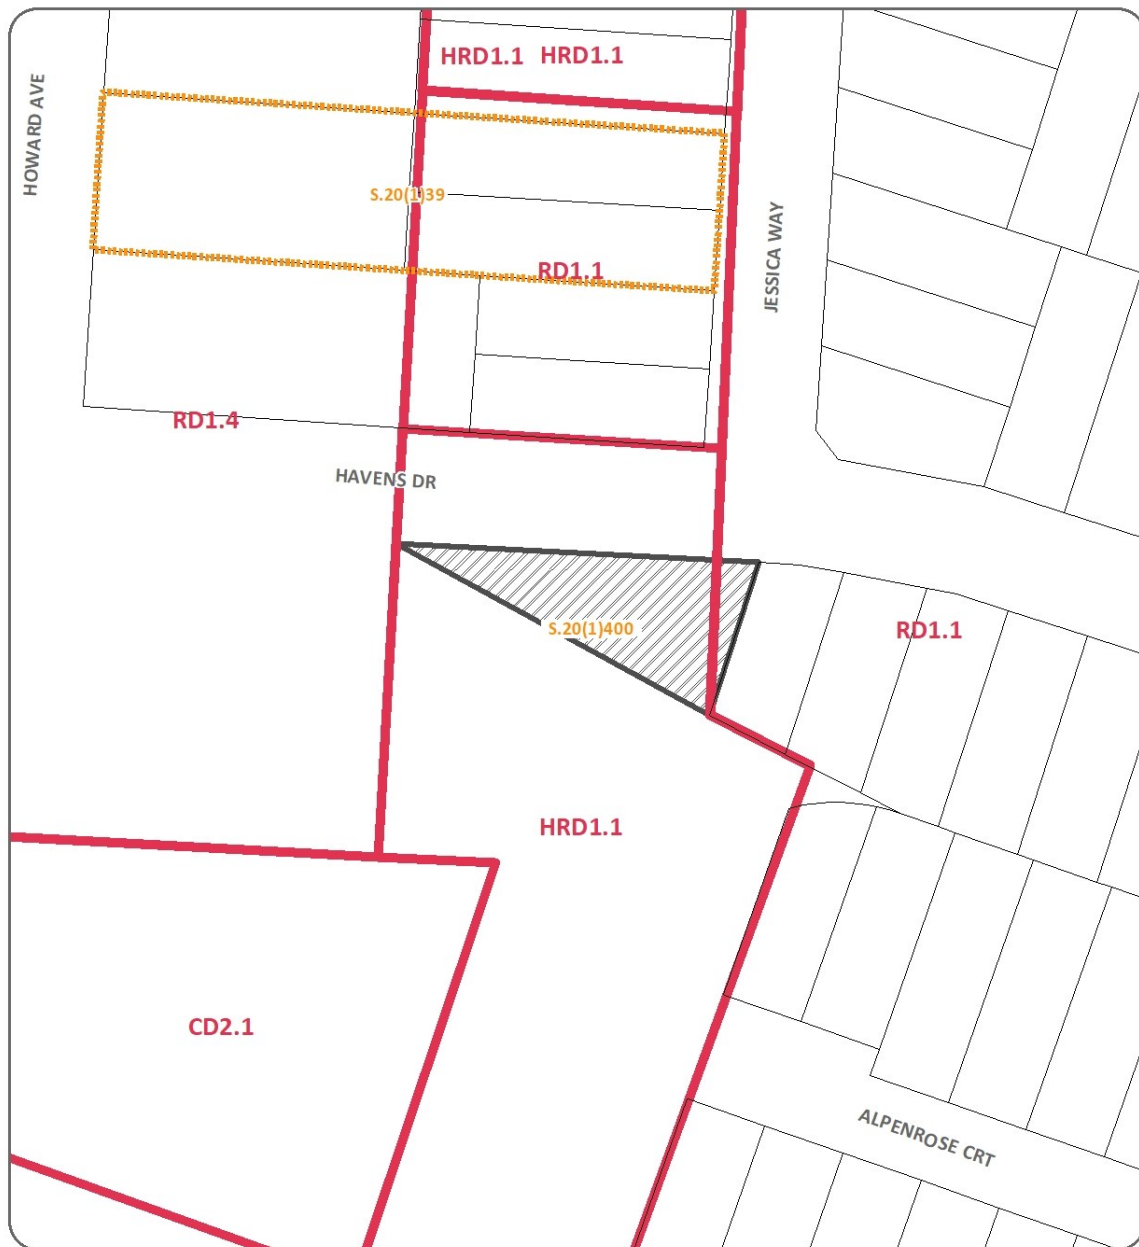 HRD1.1 HRD1.1
HOWARD AVE
S.20(1)39
JESSICA WAY
RD1.1
RD1.4
HAVENS DR
S.20(1)400
RD1.1
HRD1.1
CD2.1
ALPENROSE CRT